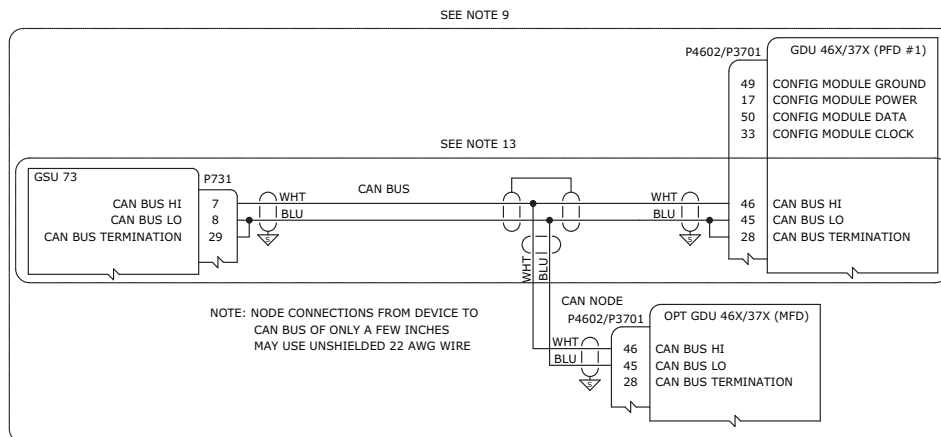 SEE NOTE 9
P4602/P3701
GDU 46X/37X (PFD #1)
49 CONFIG MODULE GROUND
17 CONFIG MODULE POWER
50 CONFIG MODULE DATA
33 CONFIG MODULE CLOCK
SEE NOTE 13
GSU 73
P731
CAN BUS
CAN BUS HI 7 WHT WHT 46 CAN BUS HI
CAN BUS LO 8 BLU BLU 45 CAN BUS LO
CAN BUS TERMINATION 29 S S 28 CAN BUS TERMINATION
WHT
BLU
NOTE: NODE CONNECTIONS FROM DEVICE TO
CAN BUS OF ONLY A FEW INCHES
MAY USE UNSHIELDED 22 AWG WIRE
CAN NODE
P4602/P3701
OPT GDU 46X/37X (MFD)
WHT 46 CAN BUS HI
BLU 45 CAN BUS LO
S 28 CAN BUS TERMINATION